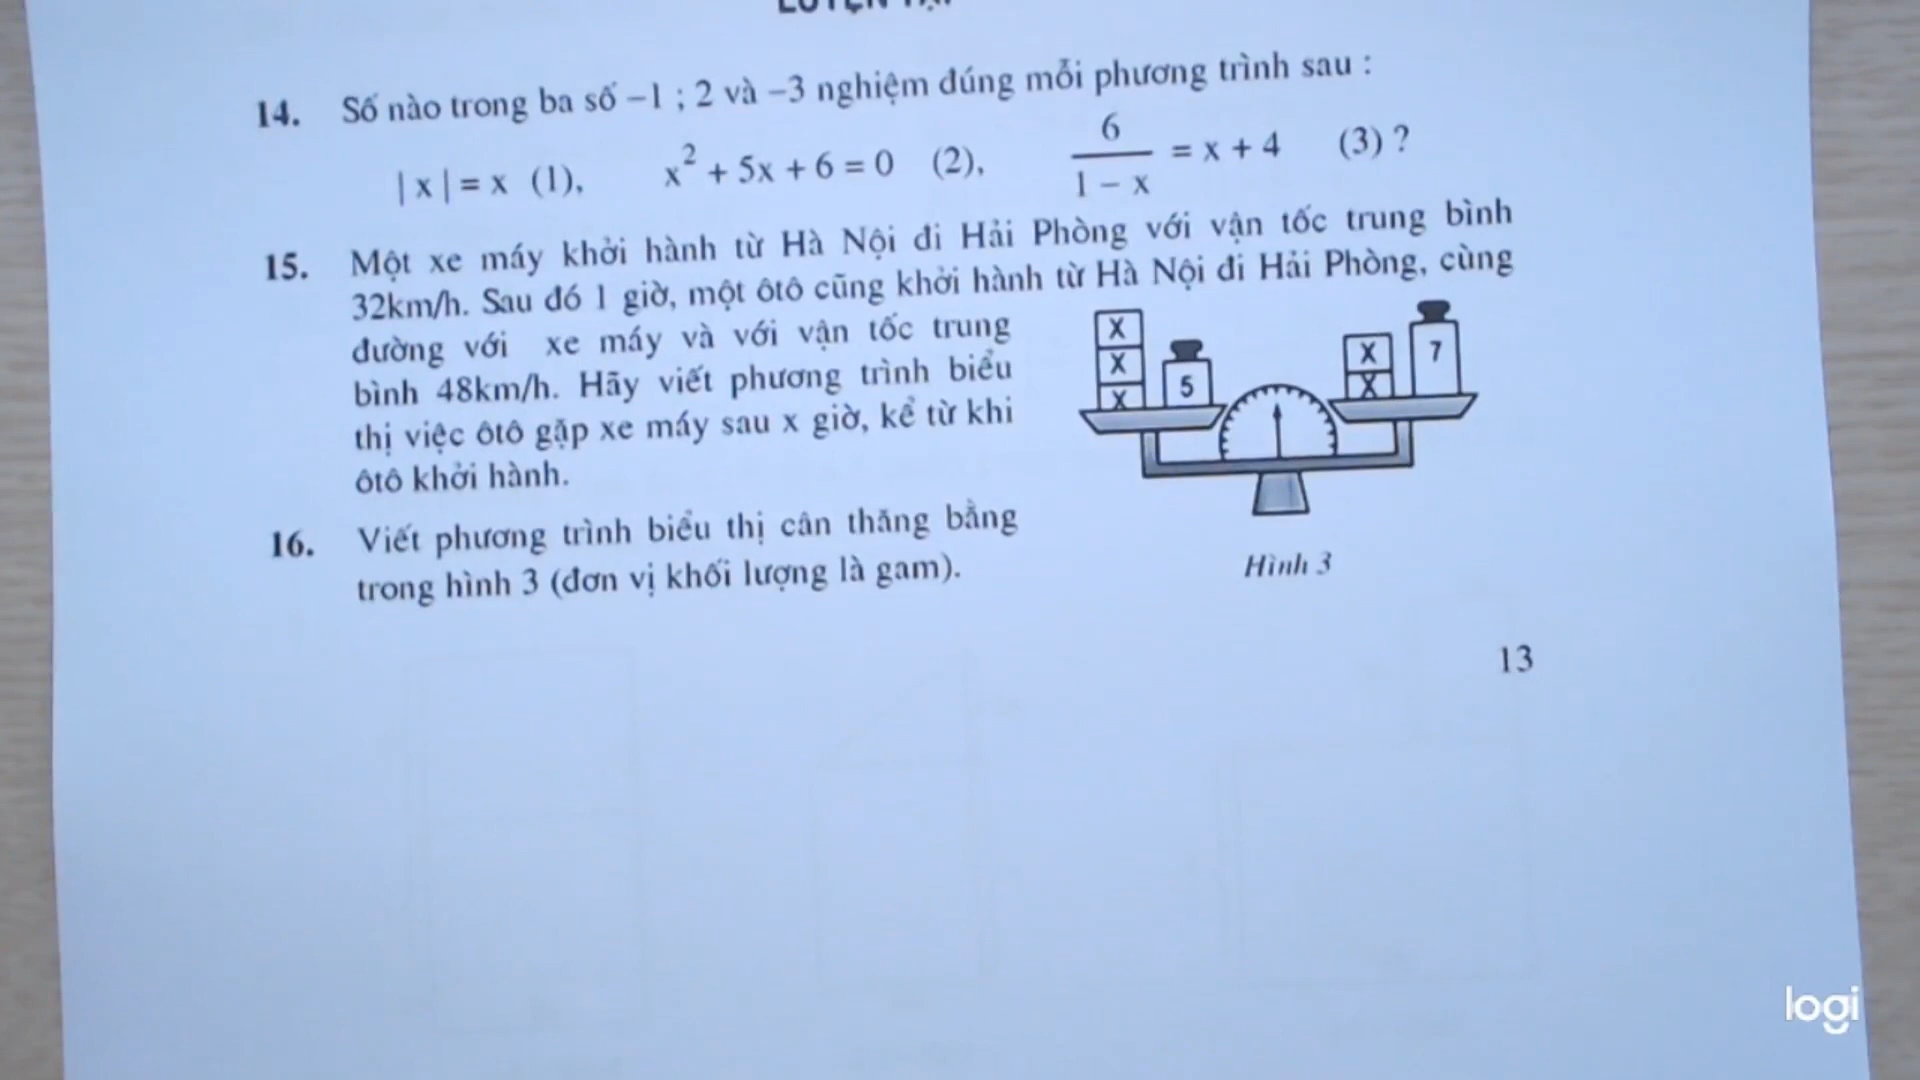 14. Số nào trong ba số –1 ; 2 và –3 nghiệm đúng mỗi phương trình sau :
| x | = x (1), x² + 5x + 6 = 0 (2), 6/(1 – x) = x + 4 (3) ?
15. Một xe máy khởi hành từ Hà Nội đi Hải Phòng với vận tốc trung bình
32km/h. Sau đó 1 giờ, một ôtô cũng khởi hành từ Hà Nội đi Hải Phòng, cùng
đường với xe máy và với vận tốc trung
bình 48km/h. Hãy viết phương trình biểu
thị việc ôtô gặp xe máy sau x giờ, kể từ khi
ôtô khởi hành.
X
X
X
5
X
X
7
16. Viết phương trình biểu thị cân thăng bằng
trong hình 3 (đơn vị khối lượng là gam).
Hình 3
13
logi